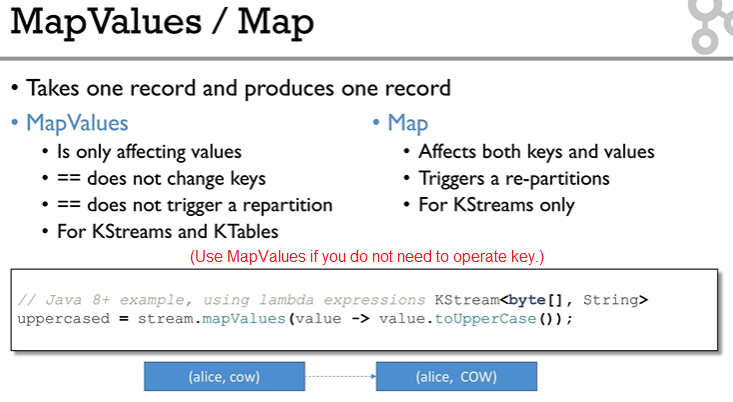 MapValues / Map
• Takes one record and produces one record
• MapValues
• Is only affecting values
• == does not change keys
• == does not trigger a repartition
• For KStreams and KTables
• Map
• Affects both keys and values
• Triggers a re-partitions
• For KStreams only
(Use MapValues if you do not need to operate key.)
// Java 8+ example, using lambda expressions KStream<byte[], String>
uppercased = stream.mapValues(value -> value.toUpperCase());
(alice, cow)
(alice, COW)